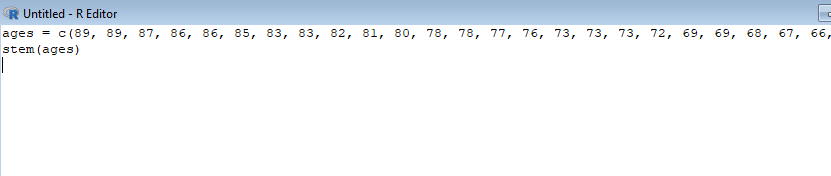 Untitled - R Editor
ages = c(89, 89, 87, 86, 86, 85, 83, 83, 82, 81, 80, 78, 78, 77, 76, 73, 73, 73, 72, 69, 69, 68, 67, 66,
stem(ages)